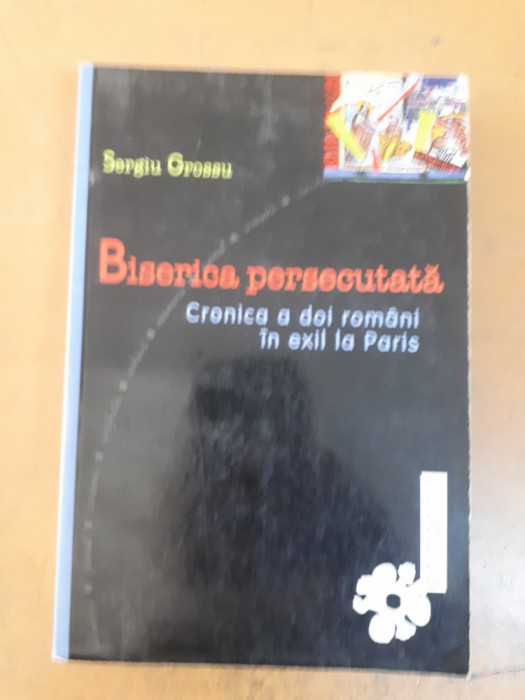 Sergiu Grossu
Biserica persecutată
Cronica a doi români
în exil la Paris